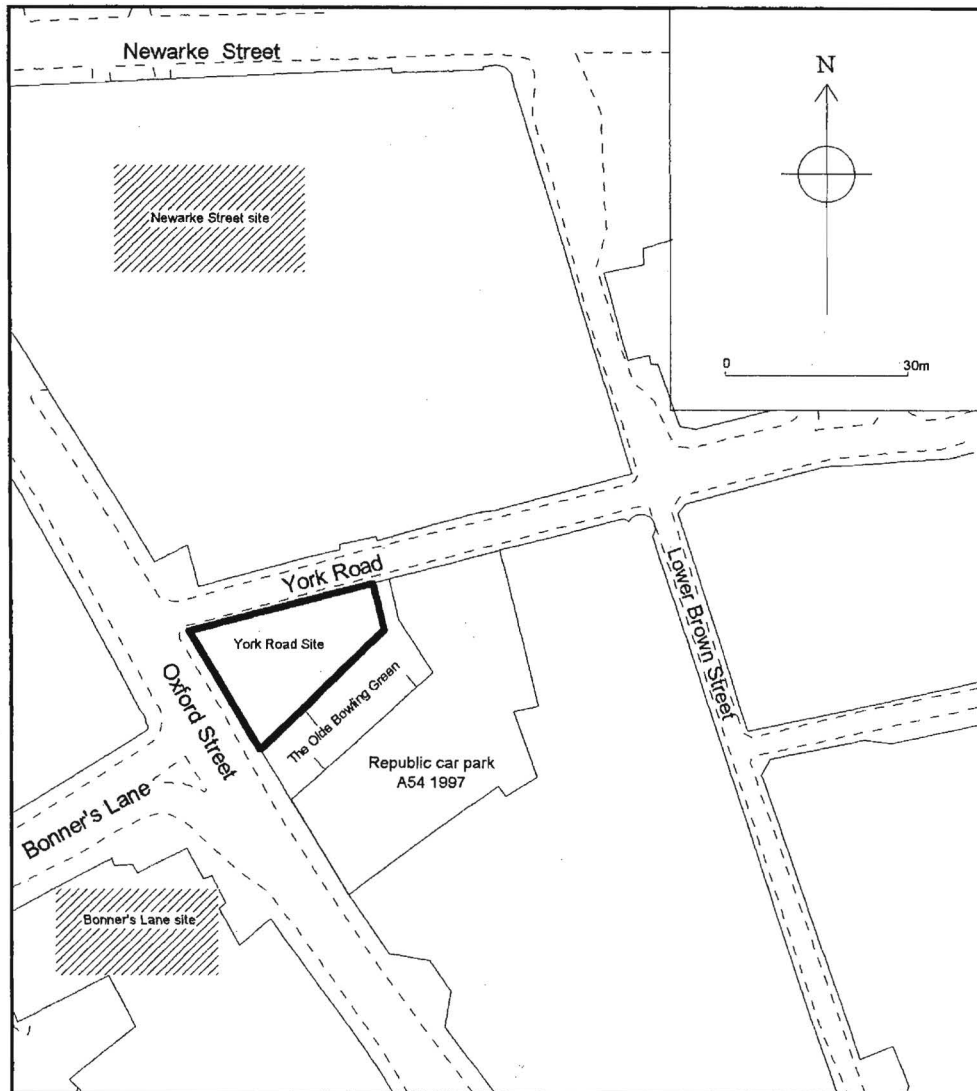 Newarke Street
N
Newarke Street site
0 30m
York Road
York Road Site
Lower Brown Street
Oxford Street
The Olde Bowling Green
Republic car park
A54 1997
Bonner's Lane
Bonner's Lane site